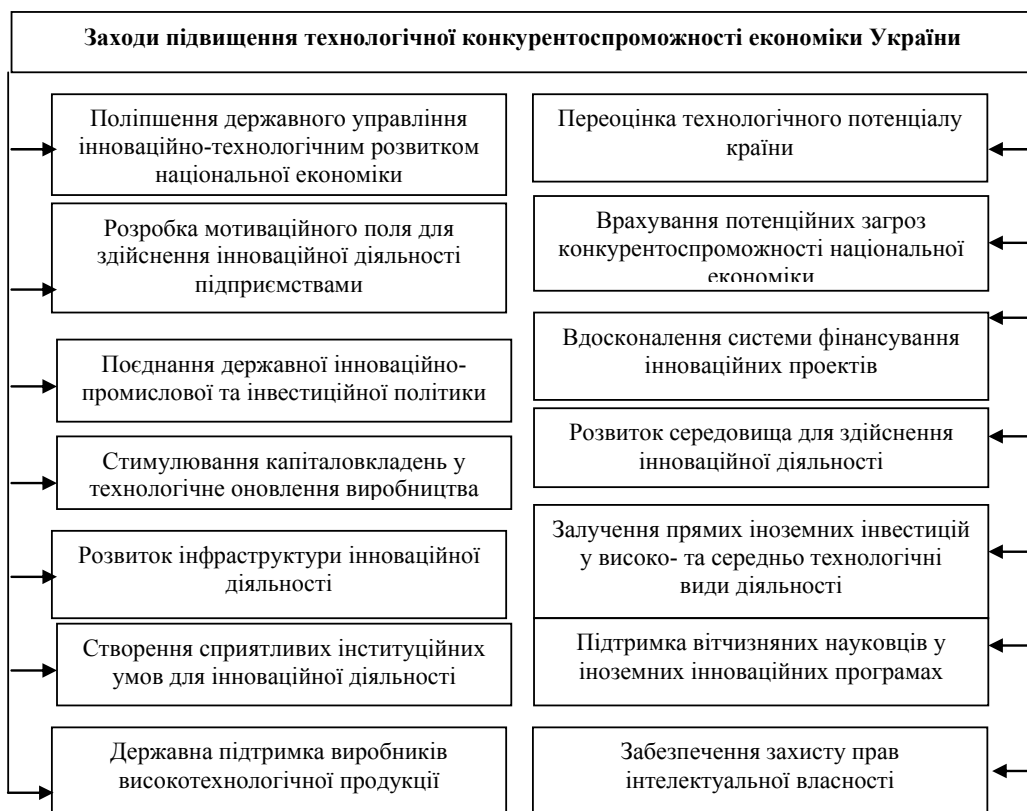 Заходи підвищення технологічної конкурентоспроможності економіки України
Поліпшення державного управління
інноваційно-технологічним розвитком
національної економіки
Розробка мотиваційного поля для
здійснення інноваційної діяльності
підприємствами
Поєднання державної інноваційно-
промислової та інвестиційної політики
Стимулювання капіталовкладень у
технологічне оновлення виробництва
Розвиток інфраструктури інноваційної
діяльності
Створення сприятливих інституційних
умов для інноваційної діяльності
Державна підтримка виробників
високотехнологічної продукції
Переоцінка технологічного потенціалу
країни
Врахування потенційних загроз
конкурентоспроможності національної
економіки
Вдосконалення системи фінансування
інноваційних проектів
Розвиток середовища для здійснення
інноваційної діяльності
Залучення прямих іноземних інвестицій
у високо- та середньо технологічні
види діяльності
Підтримка вітчизняних науковців у
іноземних інноваційних програмах
Забезпечення захисту прав
інтелектуальної власності